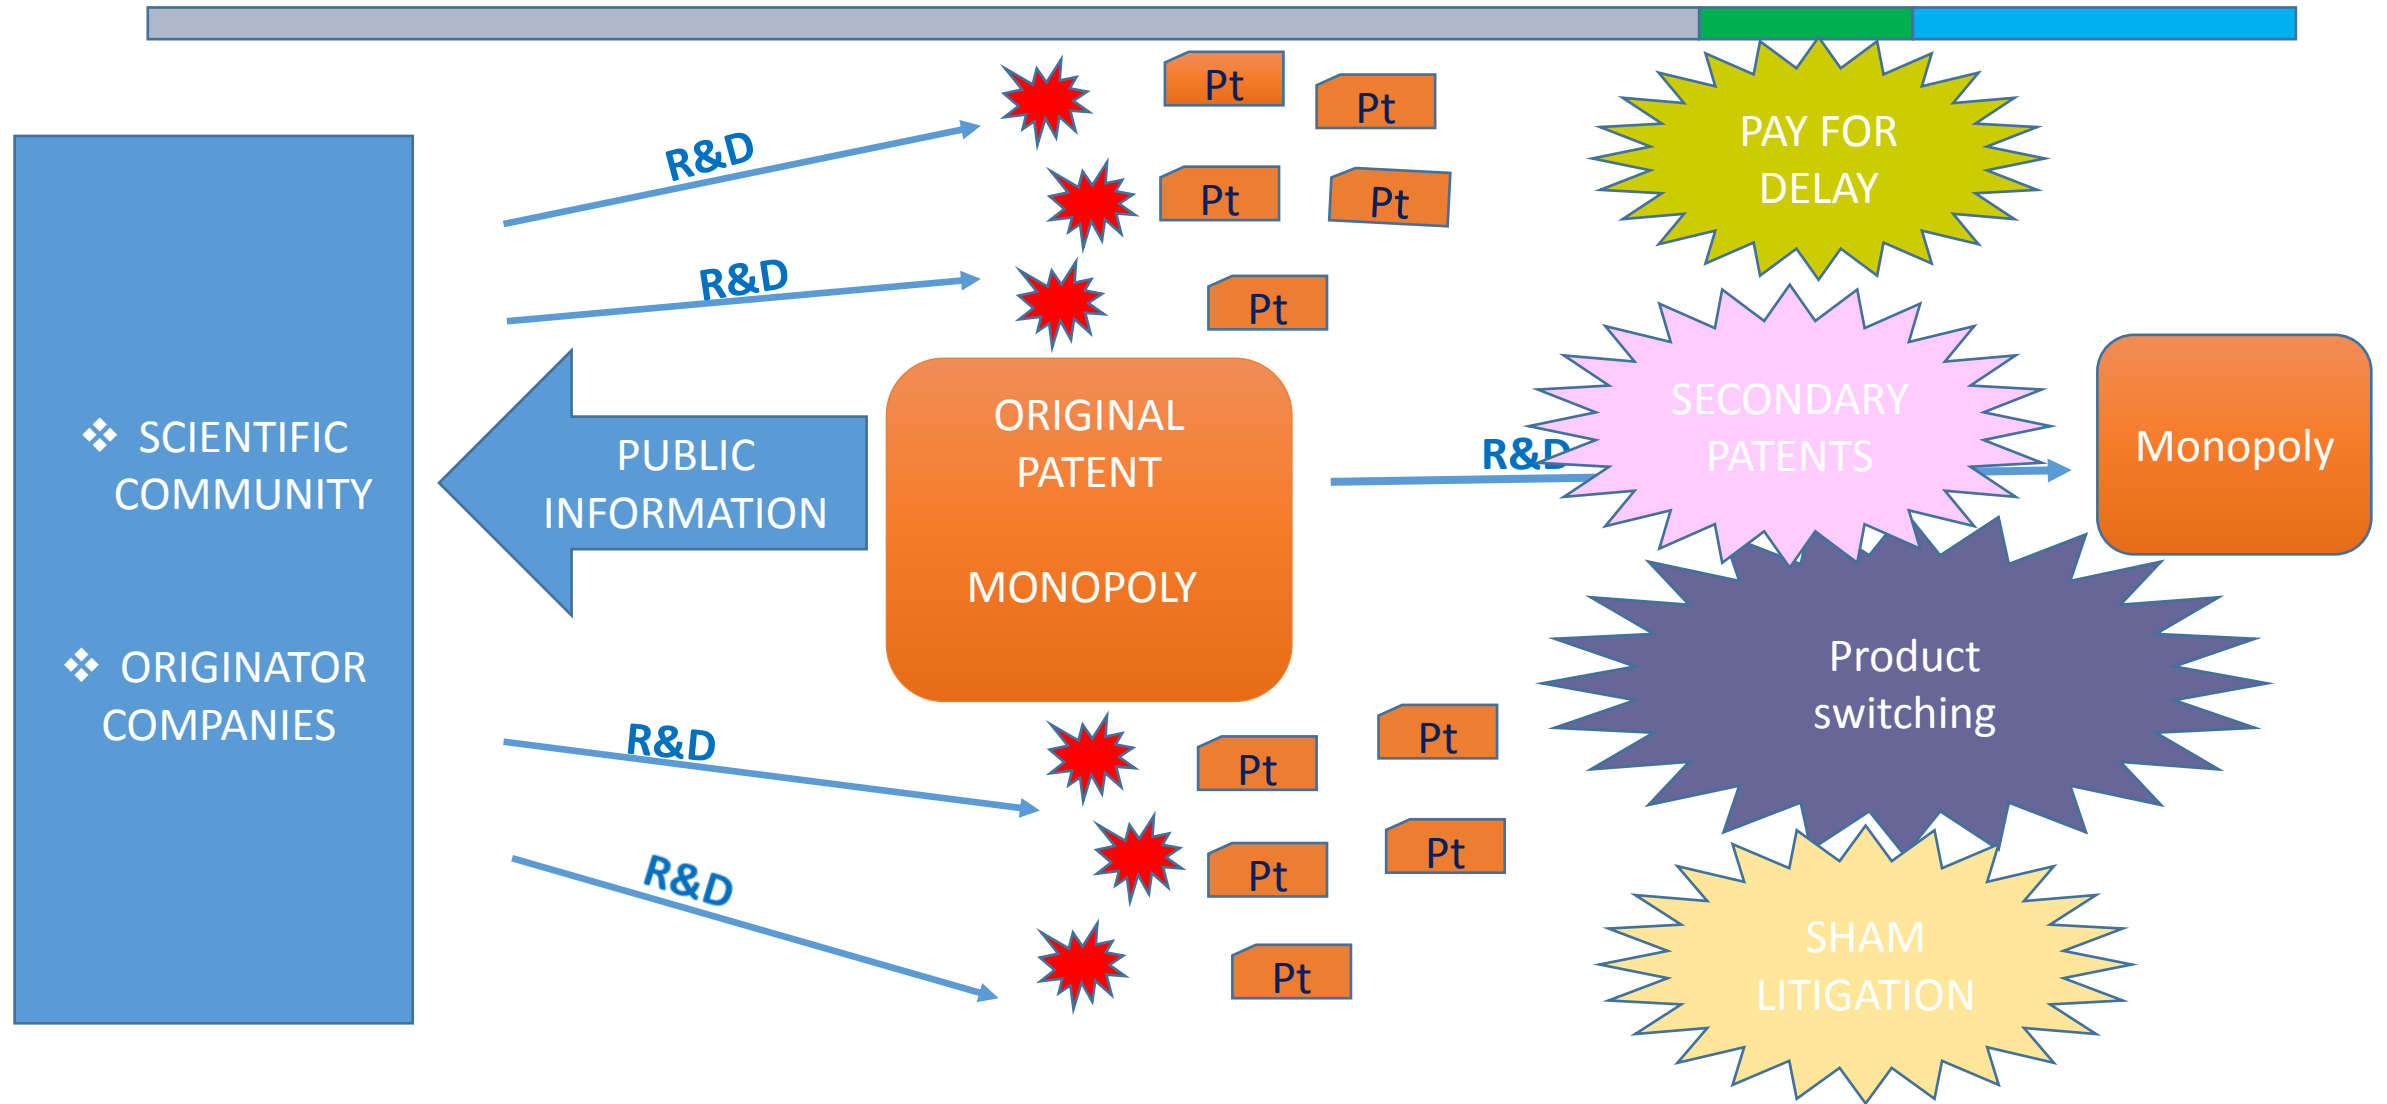 Pt
Pt
R&D
PAY FOR
DELAY
Pt
Pt
R&D
Pt
❖ SCIENTIFIC
COMMUNITY
❖ ORIGINATOR
COMPANIES
PUBLIC
INFORMATION
ORIGINAL
PATENT
MONOPOLY
R&D
SECONDARY
PATENTS
Monopoly
Product
switching
R&D
Pt
Pt
R&D
Pt
Pt
Pt
SHAM
LITIGATION